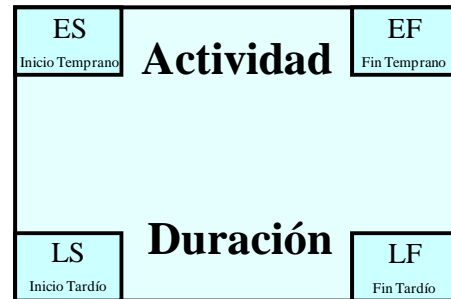 ES
Inicio Temprano
Actividad
EF
Fin Temprano
LS
Inicio Tardío
Duración
LF
Fin Tardío